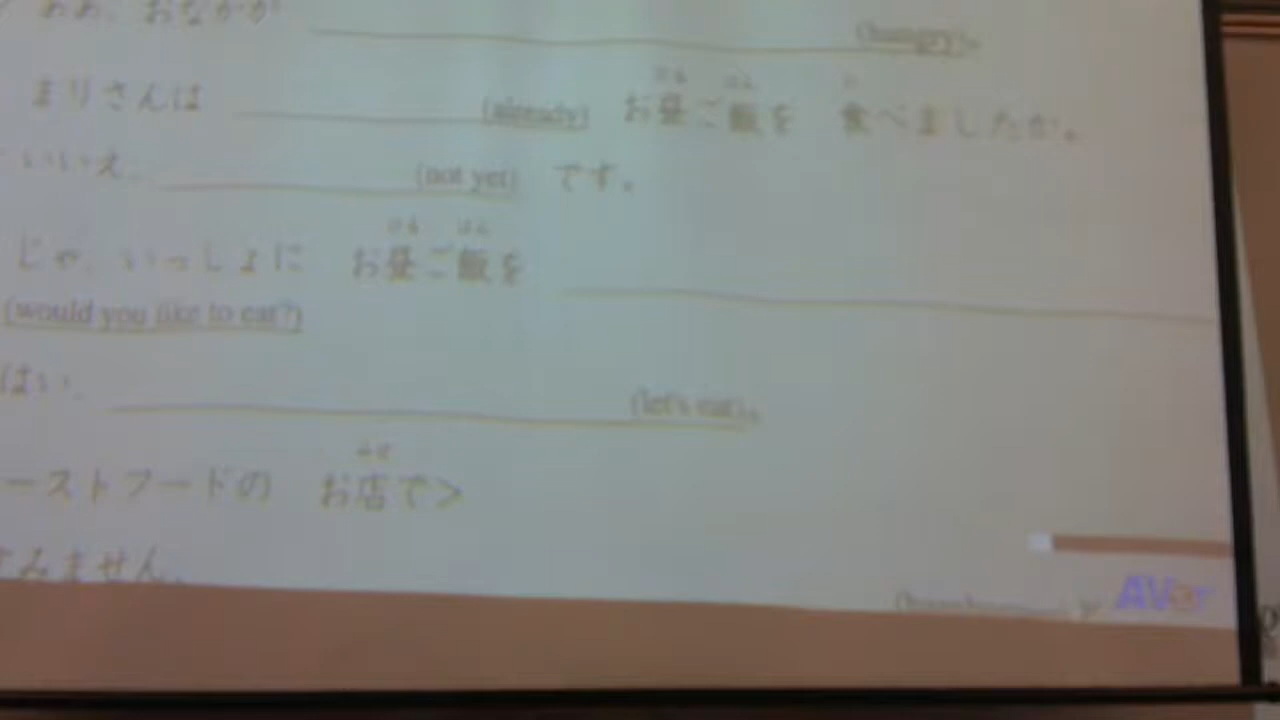 ああ、おなかが (hungry)。
まりさんは (already) お昼ご飯を 食べましたか。
いいえ、 (not yet) です。
じゃ、いっしょに お昼ご飯を
(would you like to eat?)
はい、 (let's eat)。
ーストフードの お店で>
すみません。
AVer